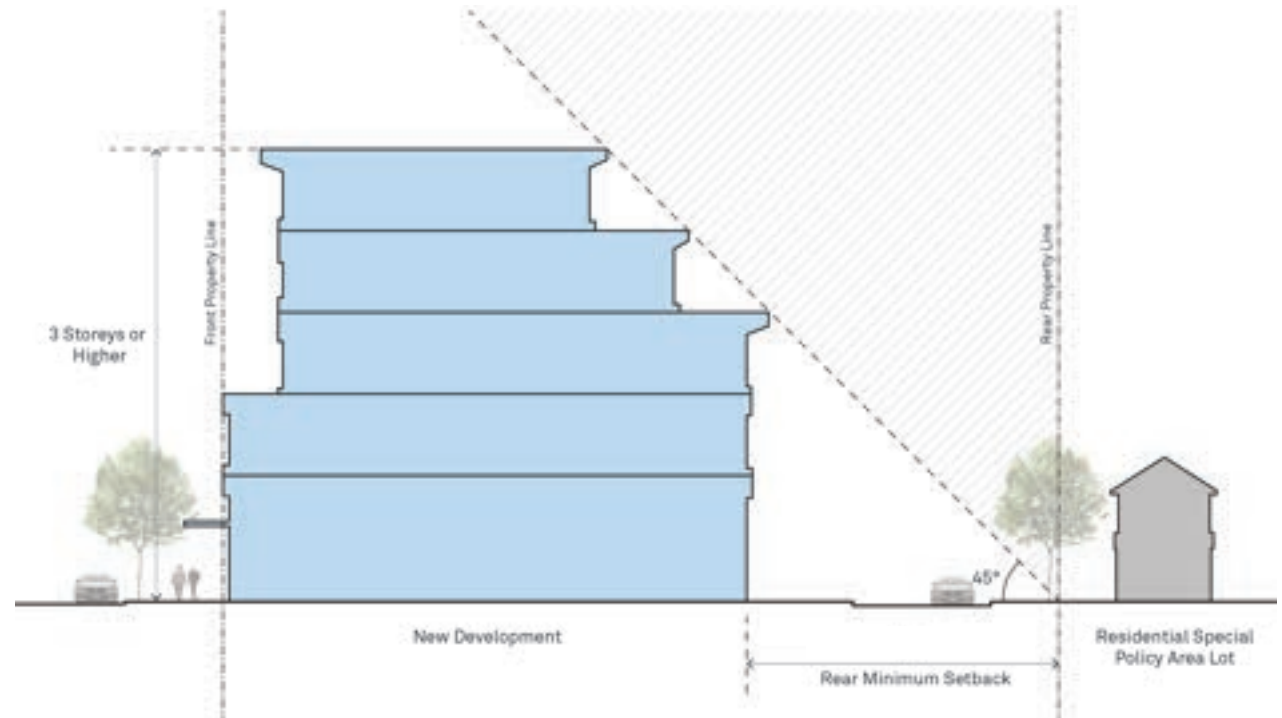 Front Property Line
Rear Property Line
3 Storeys or
Higher
45°
New Development
Rear Minimum Setback
Residential Special
Policy Area Lot